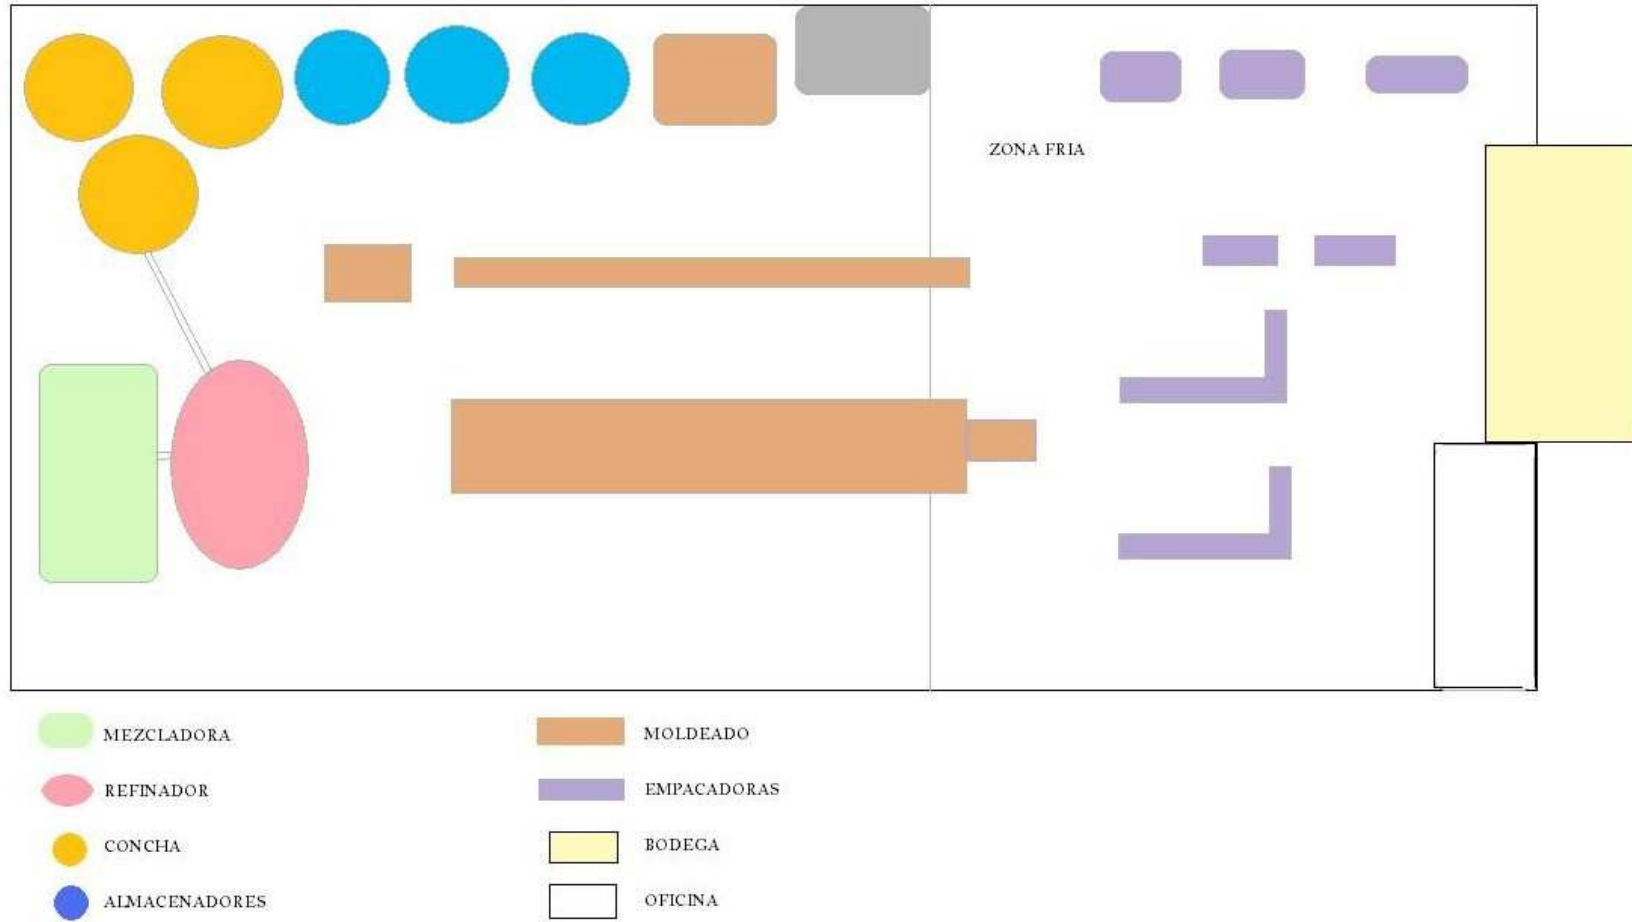 ZONA FRIA
MEZCLADORA
REFINADOR
CONCHA
ALMACENADORES
MOLDEADO
EMPACADORAS
BODEGA
OFICINA